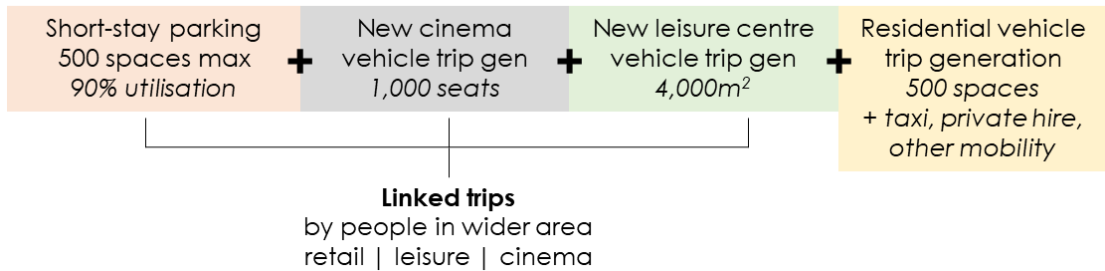 Short-stay parking
500 spaces max
90% utilisation
+
New cinema
vehicle trip gen
1,000 seats
+
New leisure centre
vehicle trip gen
4,000m²
+
Residential vehicle
trip generation
500 spaces
+ taxi, private hire,
other mobility
Linked trips
by people in wider area
retail | leisure | cinema